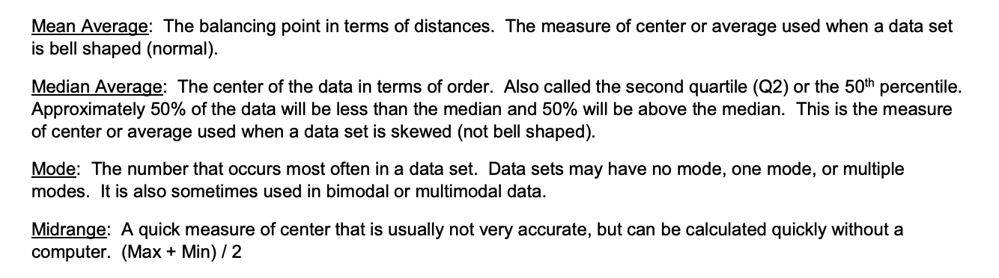 Mean Average:  The balancing point in terms of distances.  The measure of center or average used when a data set
is bell shaped (normal).
Median Average:  The center of the data in terms of order.  Also called the second quartile (Q2) or the 50th percentile.
Approximately 50% of the data will be less than the median and 50% will be above the median.  This is the measure
of center or average used when a data set is skewed (not bell shaped).
Mode:  The number that occurs most often in a data set.  Data sets may have no mode, one mode, or multiple
modes.  It is also sometimes used in bimodal or multimodal data.
Midrange:  A quick measure of center that is usually not very accurate, but can be calculated quickly without a
computer.  (Max + Min) / 2